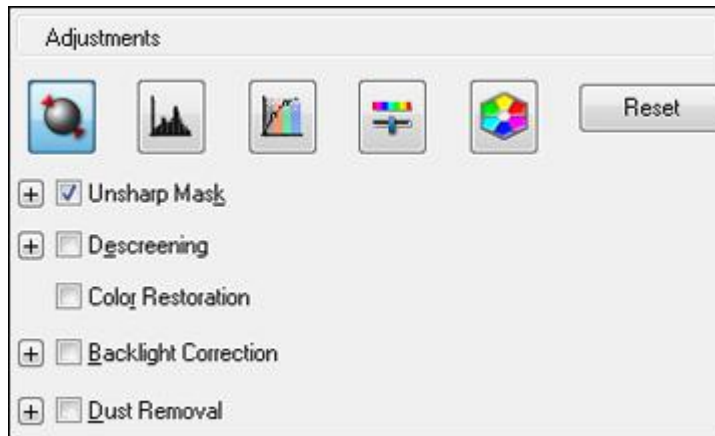 Adjustments
Reset
Unsharp Mask
Descreening
Color Restoration
Backlight Correction
Dust Removal